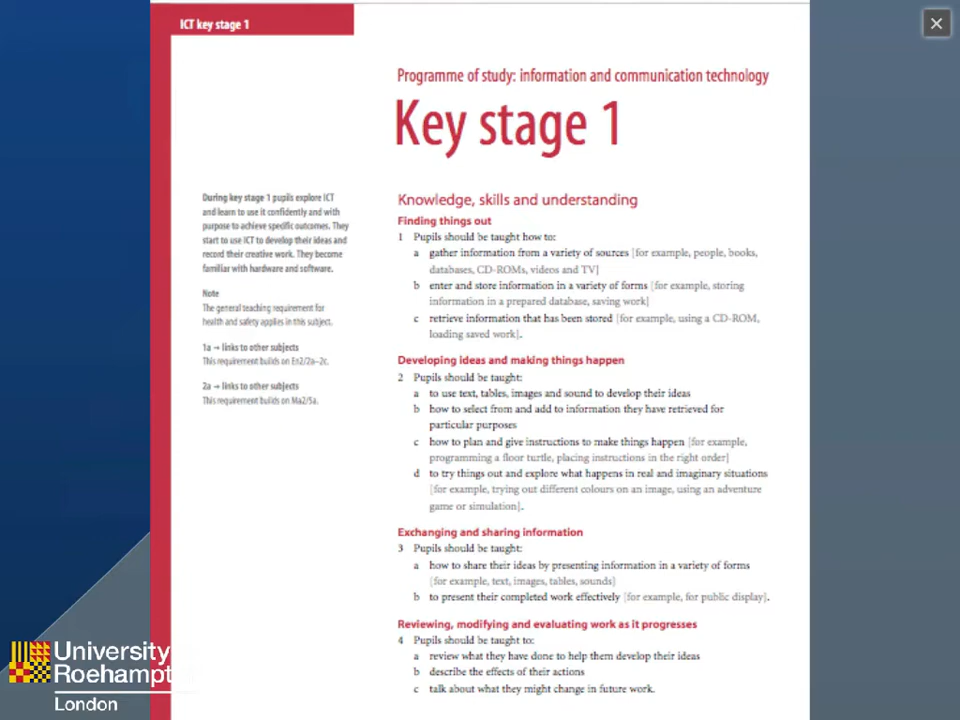 ICT key stage 1
Programme of study: information and communication technology
Key stage 1
During key stage 1 pupils explore ICT
and learn to use it confidently and with
purpose to achieve specific outcomes. They
start to use ICT to develop their ideas and
record their creative work. They become
familiar with hardware and software.
Note
The general teaching requirement for
health and safety applies in this subject.
1a → links to other subjects
This requirement builds on En2/2a–2c.
2a → links to other subjects
This requirement builds on Ma2/5a.
Knowledge, skills and understanding
Finding things out
1 Pupils should be taught how to:
a gather information from a variety of sources [for example, people, books,
databases, CD-ROMs, videos and TV]
b enter and store information in a variety of forms [for example, storing
information in a prepared database, saving work]
c retrieve information that has been stored [for example, using a CD-ROM,
loading saved work].
Developing ideas and making things happen
2 Pupils should be taught:
a to use text, tables, images and sound to develop their ideas
b how to select from and add to information they have retrieved for
particular purposes
c how to plan and give instructions to make things happen [for example,
programming a floor turtle, placing instructions in the right order]
d to try things out and explore what happens in real and imaginary situations
[for example, trying out different colours on an image, using an adventure
game or simulation].
Exchanging and sharing information
3 Pupils should be taught:
a how to share their ideas by presenting information in a variety of forms
[for example, text, images, tables, sounds]
b to present their completed work effectively [for example, for public display].
Reviewing, modifying and evaluating work as it progresses
4 Pupils should be taught to:
a review what they have done to help them develop their ideas
b describe the effects of their actions
c talk about what they might change in future work.
University
Roehampt
London